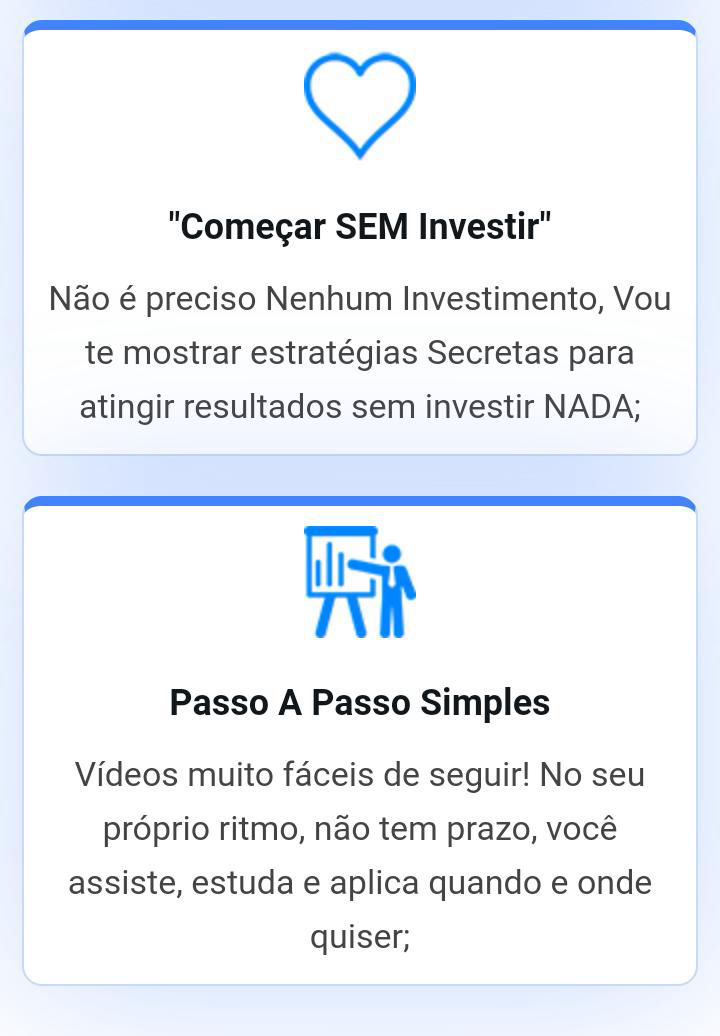 "Começar SEM Investir"
Não é preciso Nenhum Investimento, Vou
te mostrar estratégias Secretas para
atingir resultados sem investir NADA;
Passo A Passo Simples
Vídeos muito fáceis de seguir! No seu
próprio ritmo, não tem prazo, você
assiste, estuda e aplica quando e onde
quiser;